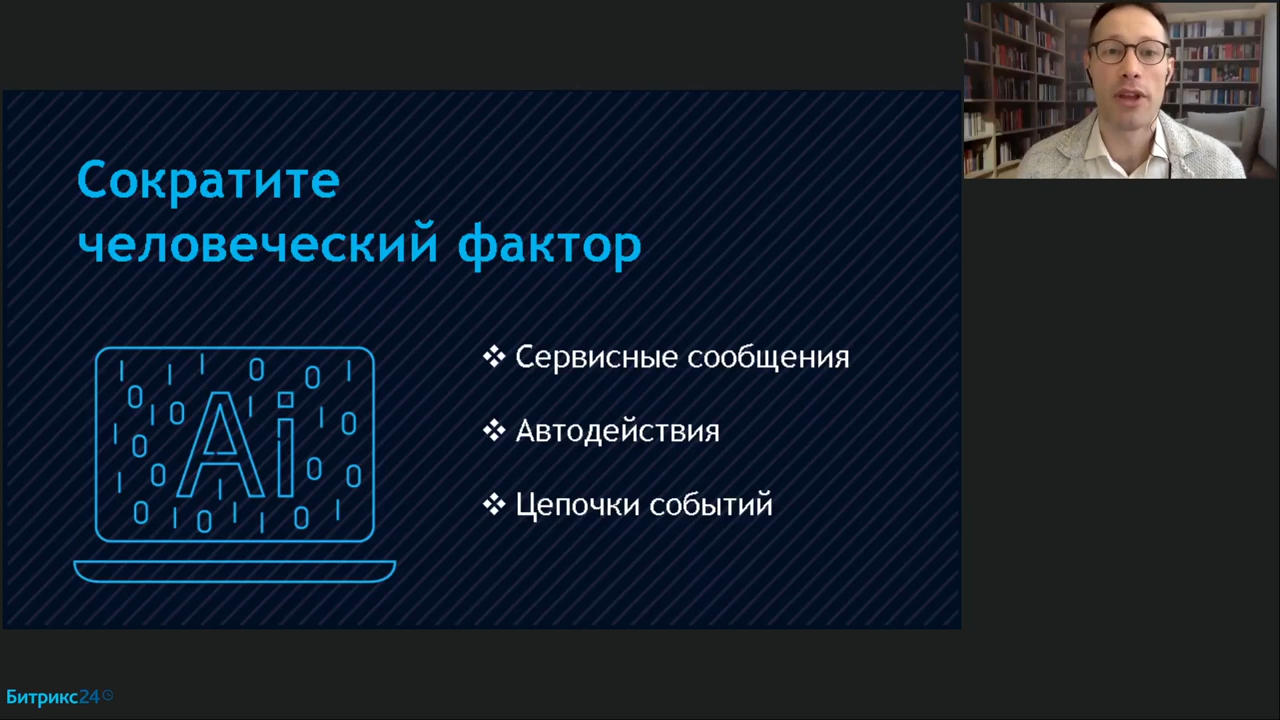 Сократите
человеческий фактор
Ai
❖ Сервисные сообщения
❖ Автодействия
❖ Цепочки событий
Битрикс24